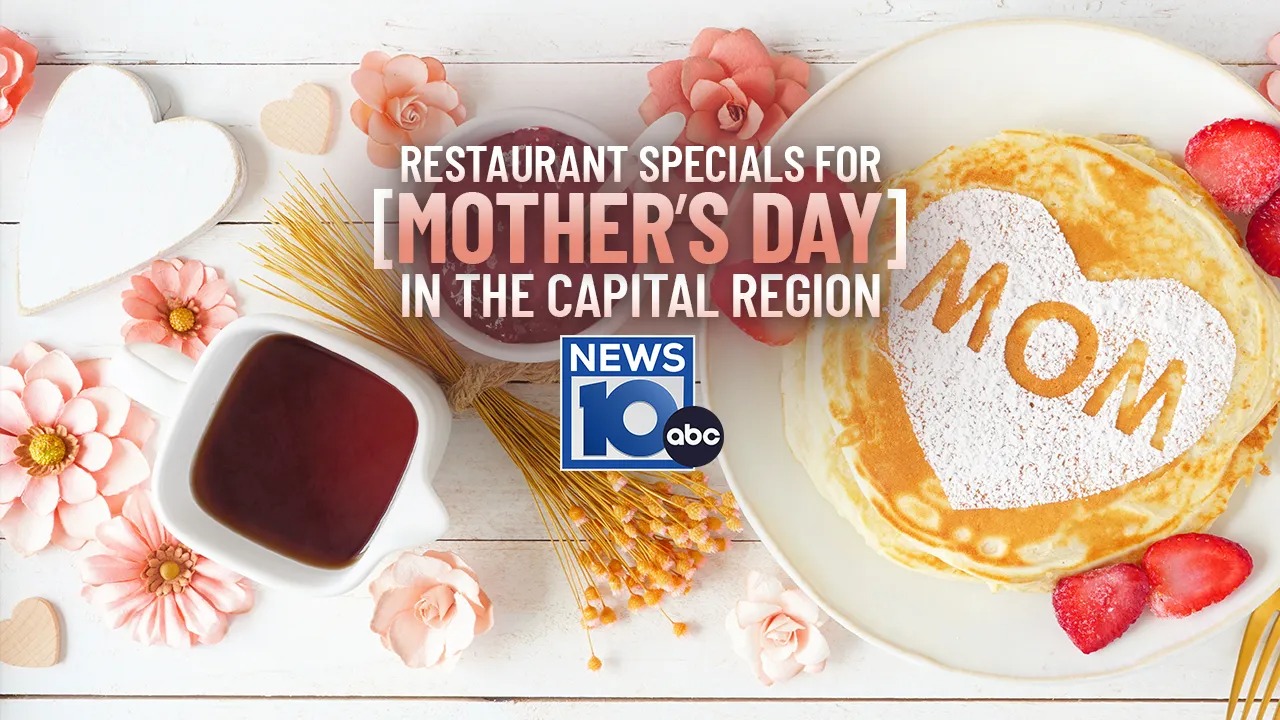 RESTAURANT SPECIALS FOR
[MOTHER'S DAY]
IN THE CAPITAL REGION
NEWS
10
abc
MOM